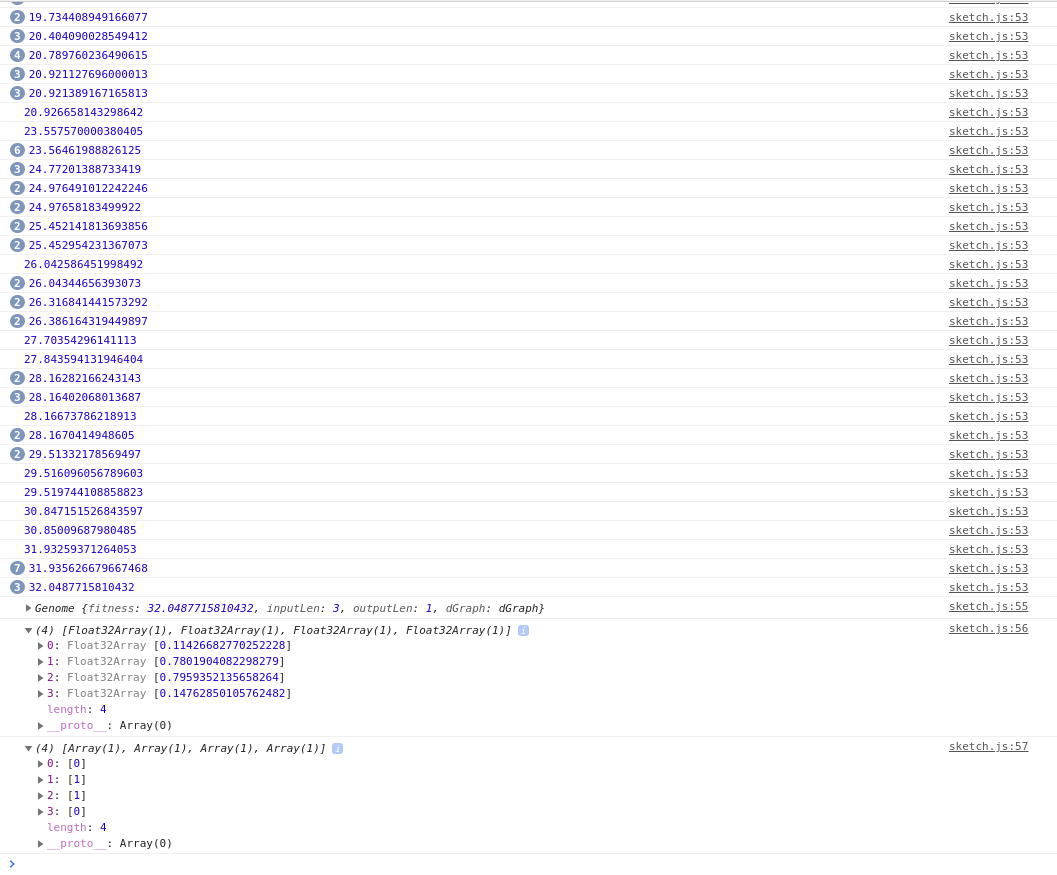 2 19.734408949166077 sketch.js:53
3 20.404090028549412 sketch.js:53
4 20.789760236490615 sketch.js:53
3 20.921127696000013 sketch.js:53
3 20.921389167165813 sketch.js:53
20.926658143298642 sketch.js:53
23.557570000380405 sketch.js:53
6 23.56461988826125 sketch.js:53
3 24.77201388733419 sketch.js:53
2 24.976491012242246 sketch.js:53
2 24.97658183499922 sketch.js:53
2 25.452141813693856 sketch.js:53
2 25.452954231367073 sketch.js:53
26.042586451998492 sketch.js:53
2 26.04344656393073 sketch.js:53
2 26.316841441573292 sketch.js:53
2 26.386164319449897 sketch.js:53
27.70354296141113 sketch.js:53
27.843594131946404 sketch.js:53
2 28.16282166243143 sketch.js:53
3 28.16402068013687 sketch.js:53
28.16673786218913 sketch.js:53
2 28.1670414948605 sketch.js:53
2 29.51332178569497 sketch.js:53
29.516096056789603 sketch.js:53
29.519744108858823 sketch.js:53
30.847151526843597 sketch.js:53
30.85009687980485 sketch.js:53
31.93259371264053 sketch.js:53
7 31.935626679667468 sketch.js:53
3 32.0487715810432 sketch.js:53
Genome {fitness: 32.0487715810432, inputLen: 3, outputLen: 1, dGraph: dGraph} sketch.js:55
(4) [Float32Array(1), Float32Array(1), Float32Array(1), Float32Array(1)] i sketch.js:56
0: Float32Array [0.11426682770252228]
1: Float32Array [0.7801904082298279]
2: Float32Array [0.7959352135658264]
3: Float32Array [0.14762850105762482]
length: 4
__proto__: Array(0)
(4) [Array(1), Array(1), Array(1), Array(1)] i sketch.js:57
0: [0]
1: [1]
2: [1]
3: [0]
length: 4
__proto__: Array(0)